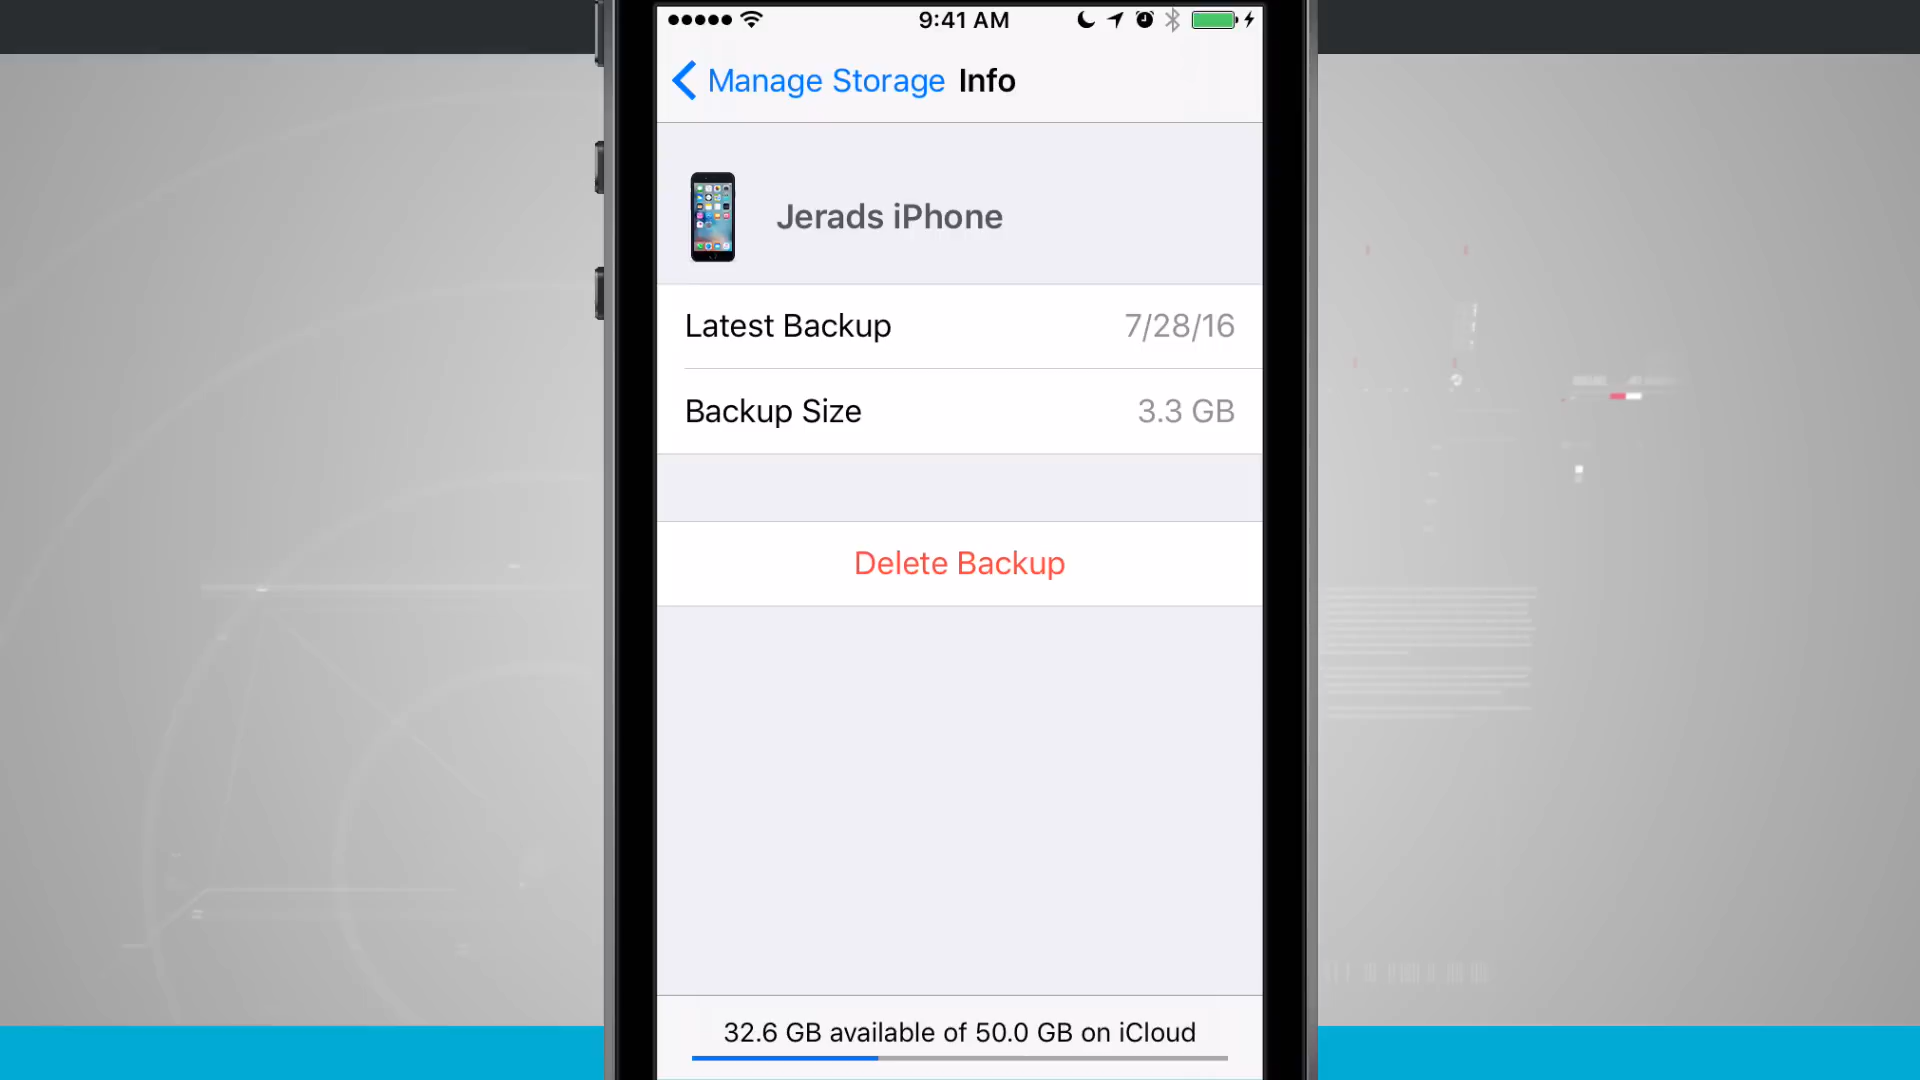 9:41 AM
Manage Storage Info
Jerads iPhone
Latest Backup 7/28/16
Backup Size 3.3 GB
Delete Backup
32.6 GB available of 50.0 GB on iCloud